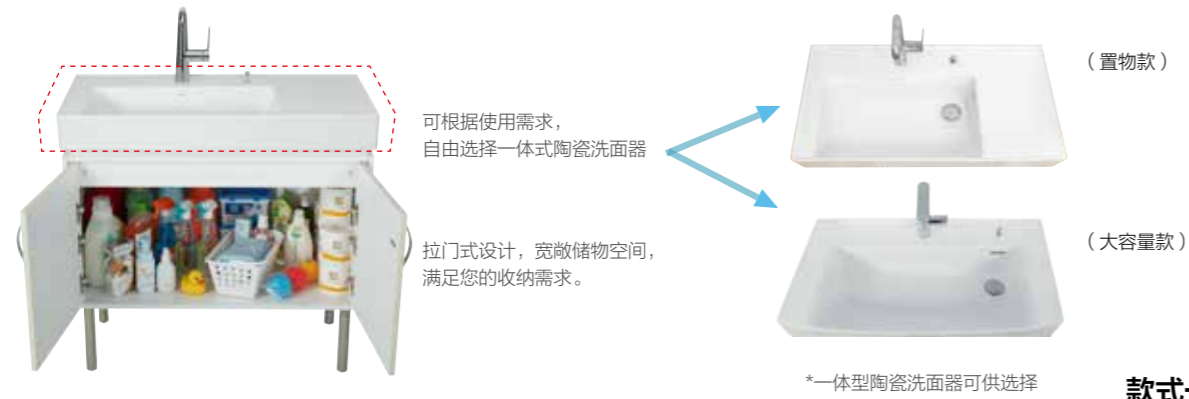 可根据使用需求，
自由选择一体式陶瓷洗面器
拉门式设计，宽敞储物空间，
满足您的收纳需求。
（置物款）
（大容量款）
*一体型陶瓷洗面器可供选择
款式